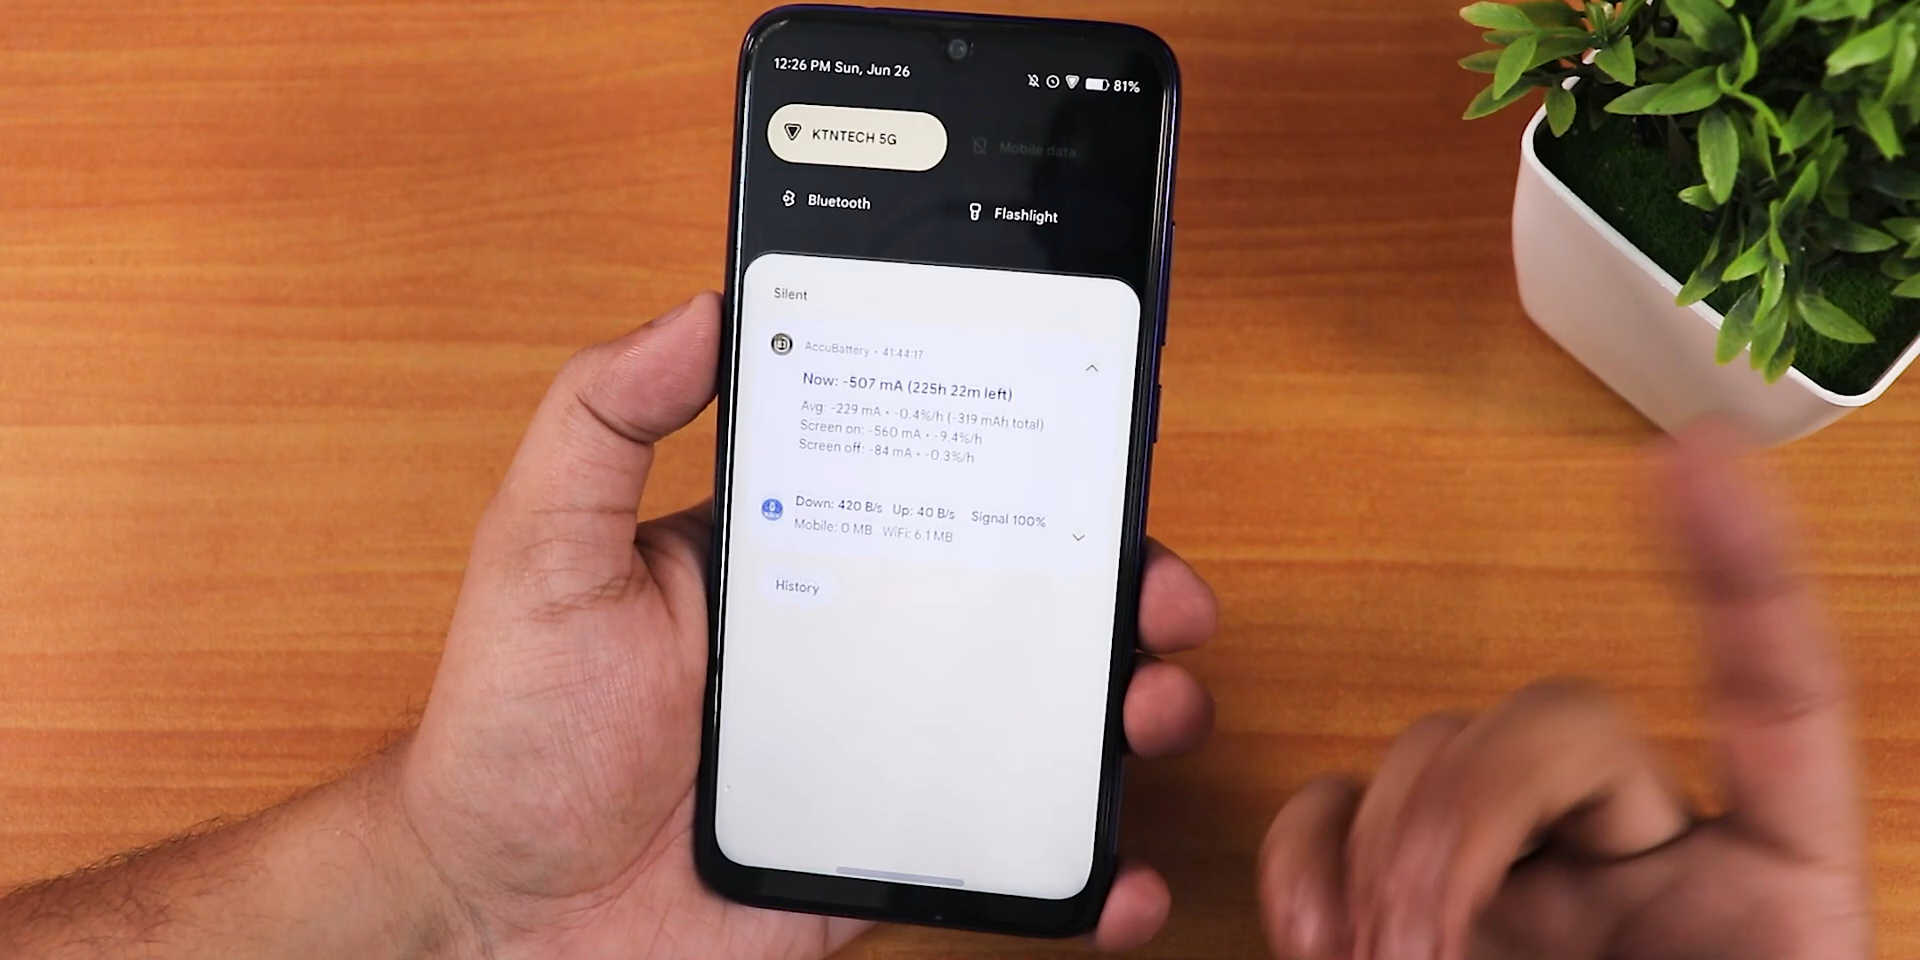 12:26 PM Sun, Jun 26
81%
KTNTECH 5G
Mobile data
Bluetooth
Flashlight
Silent
AccuBattery • 41:44:17
Now: -507 mA (225h 22m left)
Avg: -229 mA • -0.4%/h (-319 mAh total)
Screen on: -560 mA • -9.4%/h
Screen off: -84 mA • -0.3%/h
Down: 420 B/s Up: 40 B/s Signal 100%
Mobile: 0 MB WiFi: 6.1 MB
History